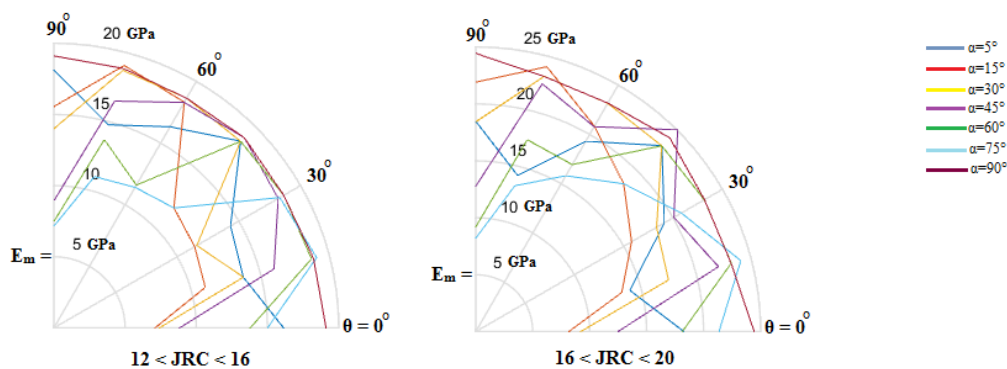 90°
20 GPa
60°
15
10
30°
5 GPa
Eₘ =
θ = 0°
12 < JRC < 16
90°
25 GPa
60°
20
15
30°
10 GPa
5 GPa
Eₘ =
θ = 0°
16 < JRC < 20
α=5°
α=15°
α=30°
α=45°
α=60°
α=75°
α=90°